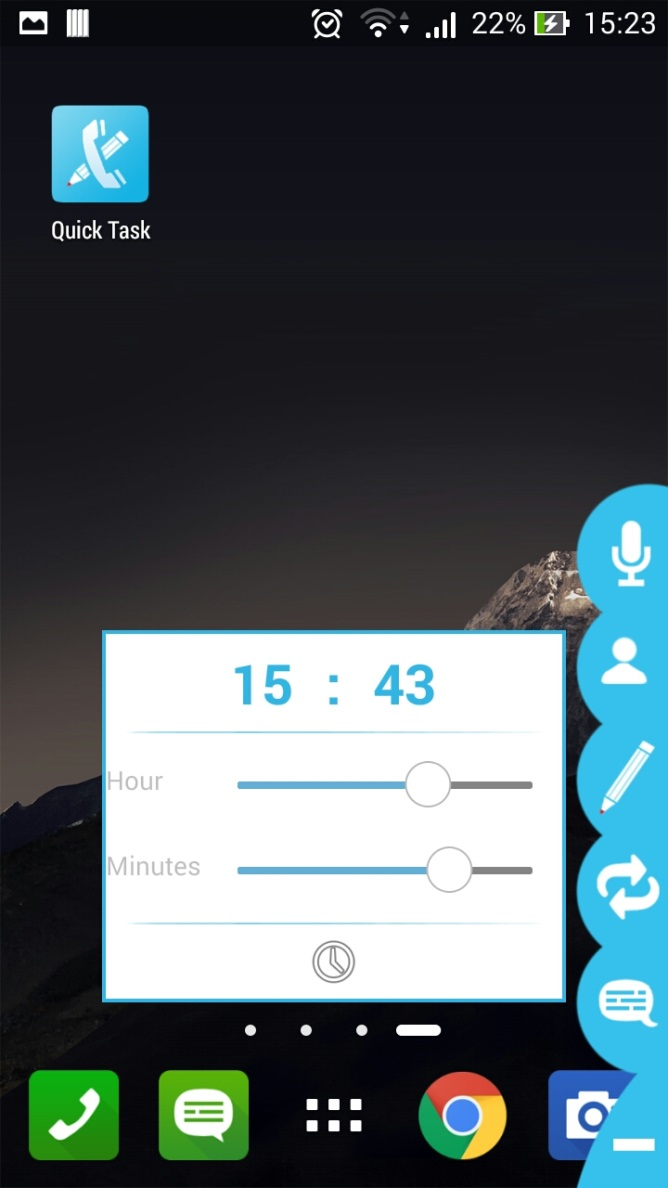 22% 15:23
Quick Task
15 : 43
Hour
Minutes